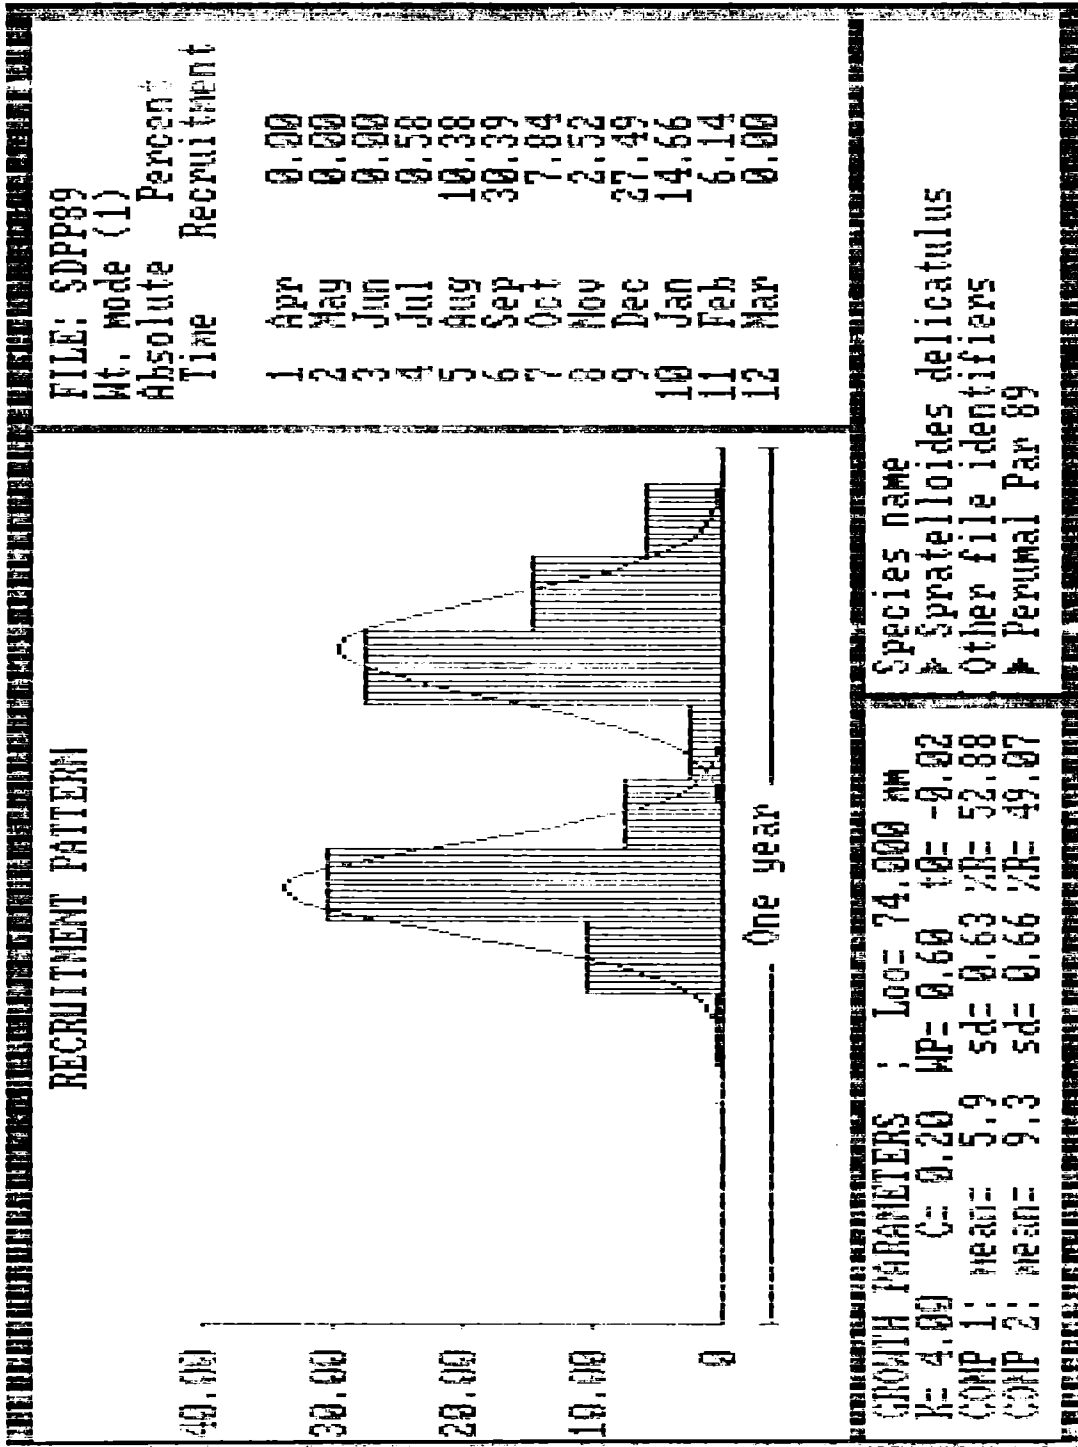 RECRUITMENT PATTERN
40.00
30.00
20.00
10.00
0
One year
FILE: SDPP89
Wt. mode (1)
Absolute Percent
Time Recruitment
1 Apr 0.00
2 May 0.00
3 Jun 0.00
4 Jul 0.58
5 Aug 10.38
6 Sep 30.39
7 Oct 7.84
8 Nov 2.52
9 Dec 27.49
10 Jan 14.66
11 Feb 6.14
12 Mar 0.00
GROWTH PARAMETERS : Loo= 74.000 mm
K= 4.00 C= 0.20 WP= 0.60 t0= -0.02
COMP 1: mean= 5.9 sd= 0.63 %R= 52.88
COMP 2: mean= 9.3 sd= 0.66 %R= 49.07
Species name
► Spratelloides delicatulus
Other file identifiers
► Perumal Par 89